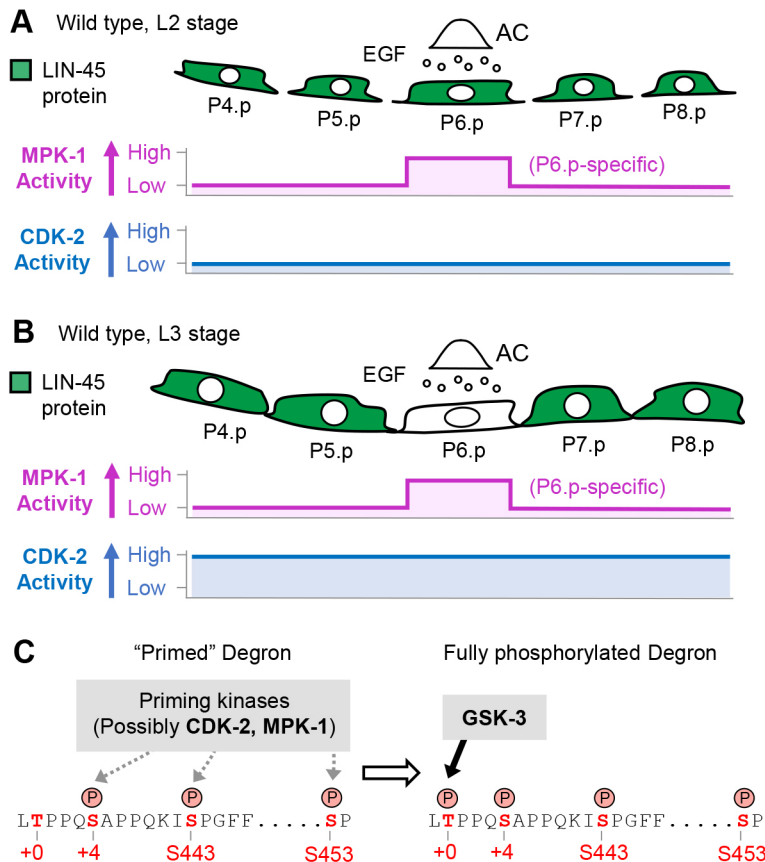 A Wild type, L2 stage
LIN-45
protein
EGF
AC
P4.p
P5.p
P6.p
P7.p
P8.p
MPK-1
Activity
High
Low
(P6.p-specific)
CDK-2
Activity
High
Low
B Wild type, L3 stage
LIN-45
protein
EGF
AC
P4.p
P5.p
P6.p
P7.p
P8.p
MPK-1
Activity
High
Low
(P6.p-specific)
CDK-2
Activity
High
Low
C
“Primed” Degron
Priming kinases
(Possibly CDK-2, MPK-1)
P P P
LTPPQSAPPQKISPGFF.....SP
+0 +4 S443 S453
Fully phosphorylated Degron
GSK-3
P P P P
LTPPQSAPPQKISPGFF.....SP
+0 +4 S443 S453